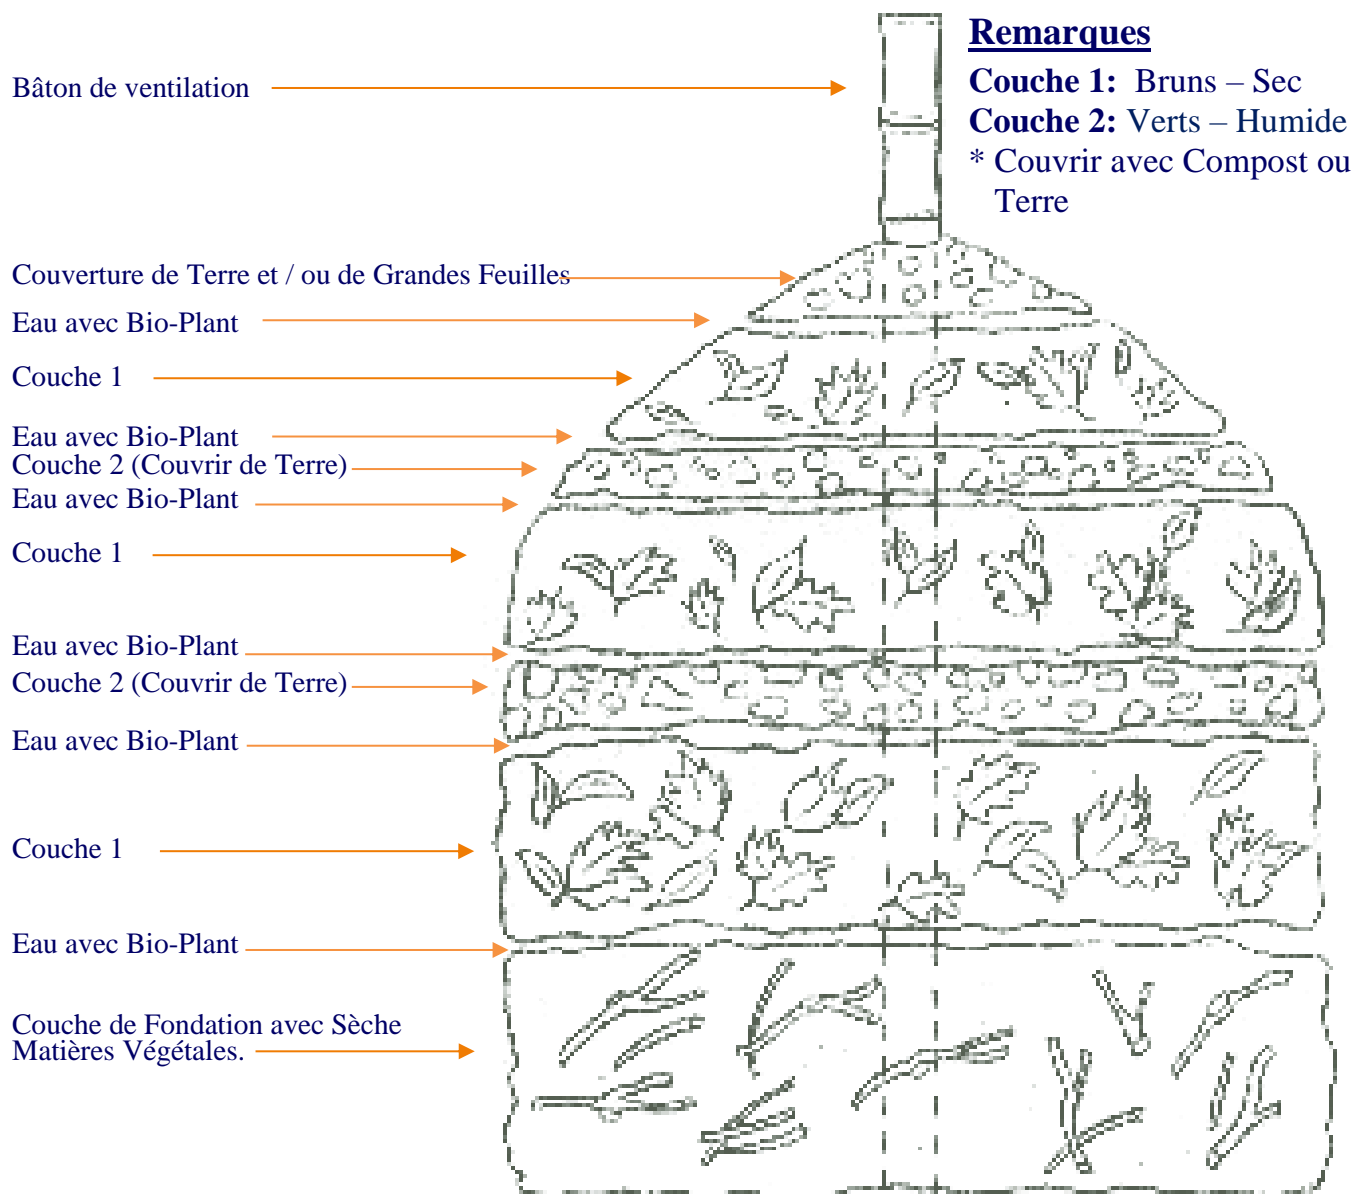 Remarques
Couche 1: Bruns – Sec
Couche 2: Verts – Humide
* Couvrir avec Compost ou
Terre
Bâton de ventilation
Couverture de Terre et / ou de Grandes Feuilles
Eau avec Bio-Plant
Couche 1
Eau avec Bio-Plant
Couche 2 (Couvrir de Terre)
Eau avec Bio-Plant
Couche 1
Eau avec Bio-Plant
Couche 2 (Couvrir de Terre)
Eau avec Bio-Plant
Couche 1
Eau avec Bio-Plant
Couche de Fondation avec Sèche
Matières Végétales.